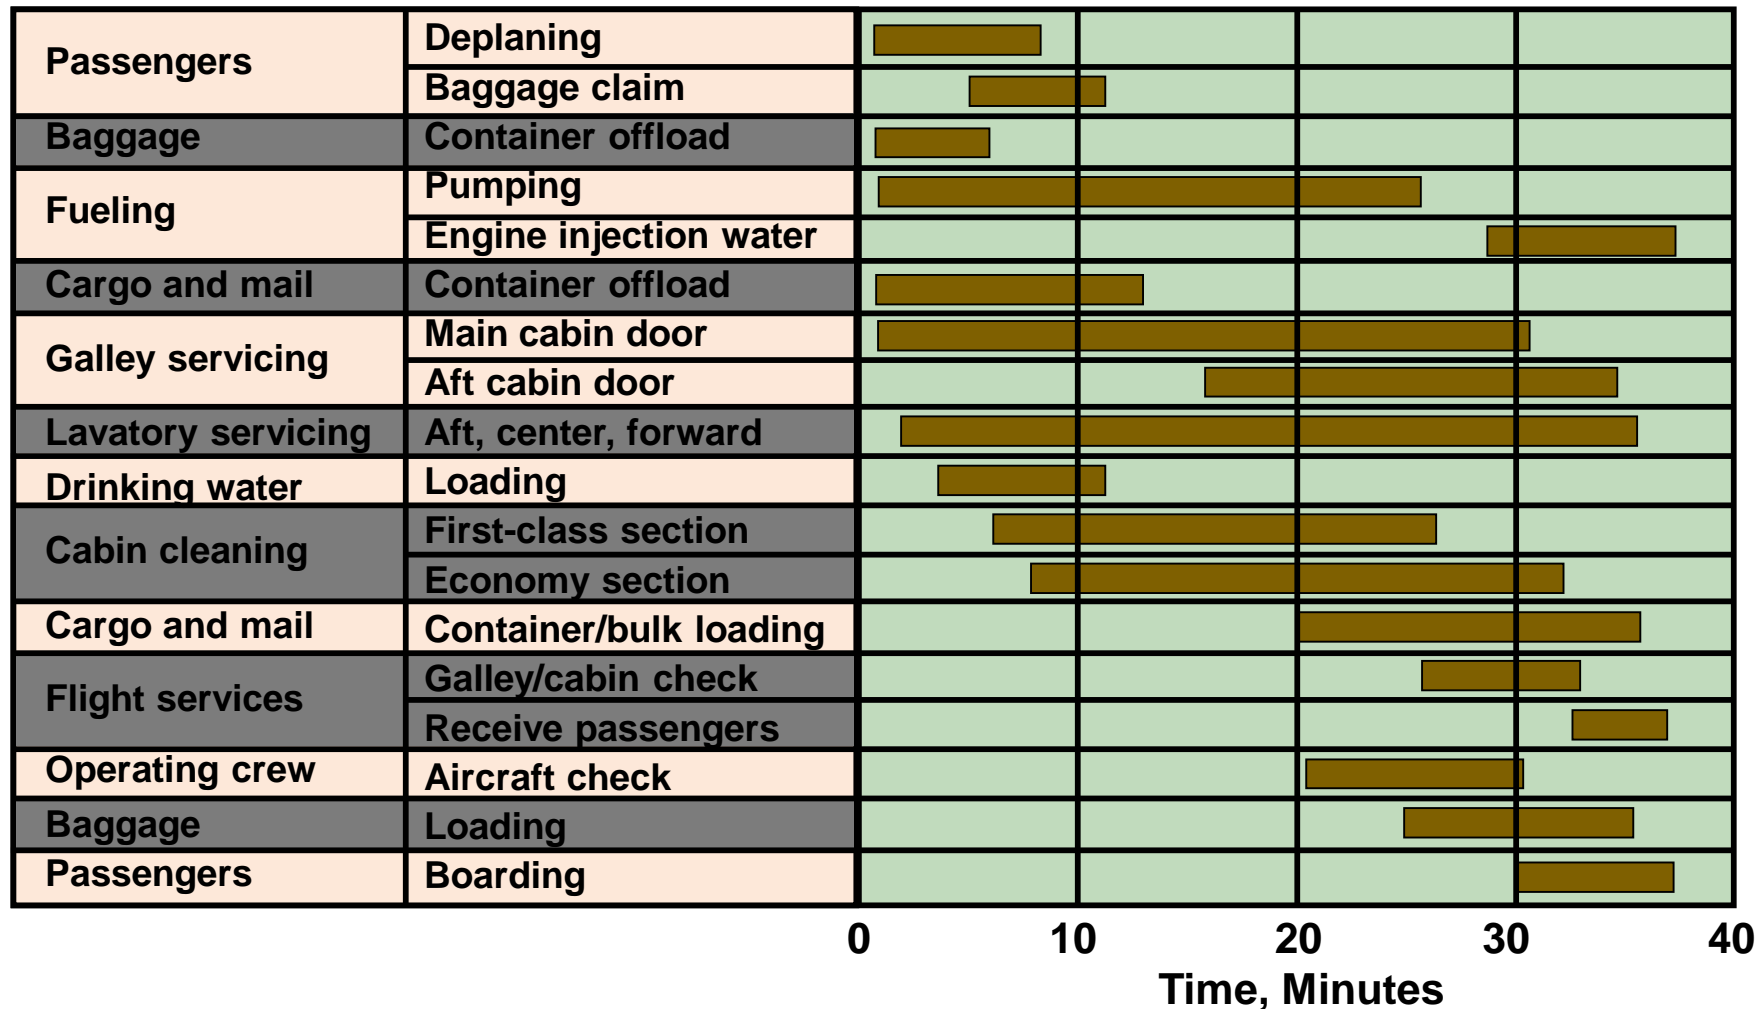 Passengers
Deplaning
Baggage claim
Baggage
Container offload
Fueling
Pumping
Engine injection water
Cargo and mail
Container offload
Galley servicing
Main cabin door
Aft cabin door
Lavatory servicing
Aft, center, forward
Drinking water
Loading
Cabin cleaning
First-class section
Economy section
Cargo and mail
Container/bulk loading
Flight services
Galley/cabin check
Receive passengers
Operating crew
Aircraft check
Baggage
Loading
Passengers
Boarding
0 10 20 30 40
Time, Minutes